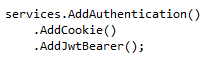 services.AddAuthentication()
    .AddCookie()
    .AddJwtBearer();